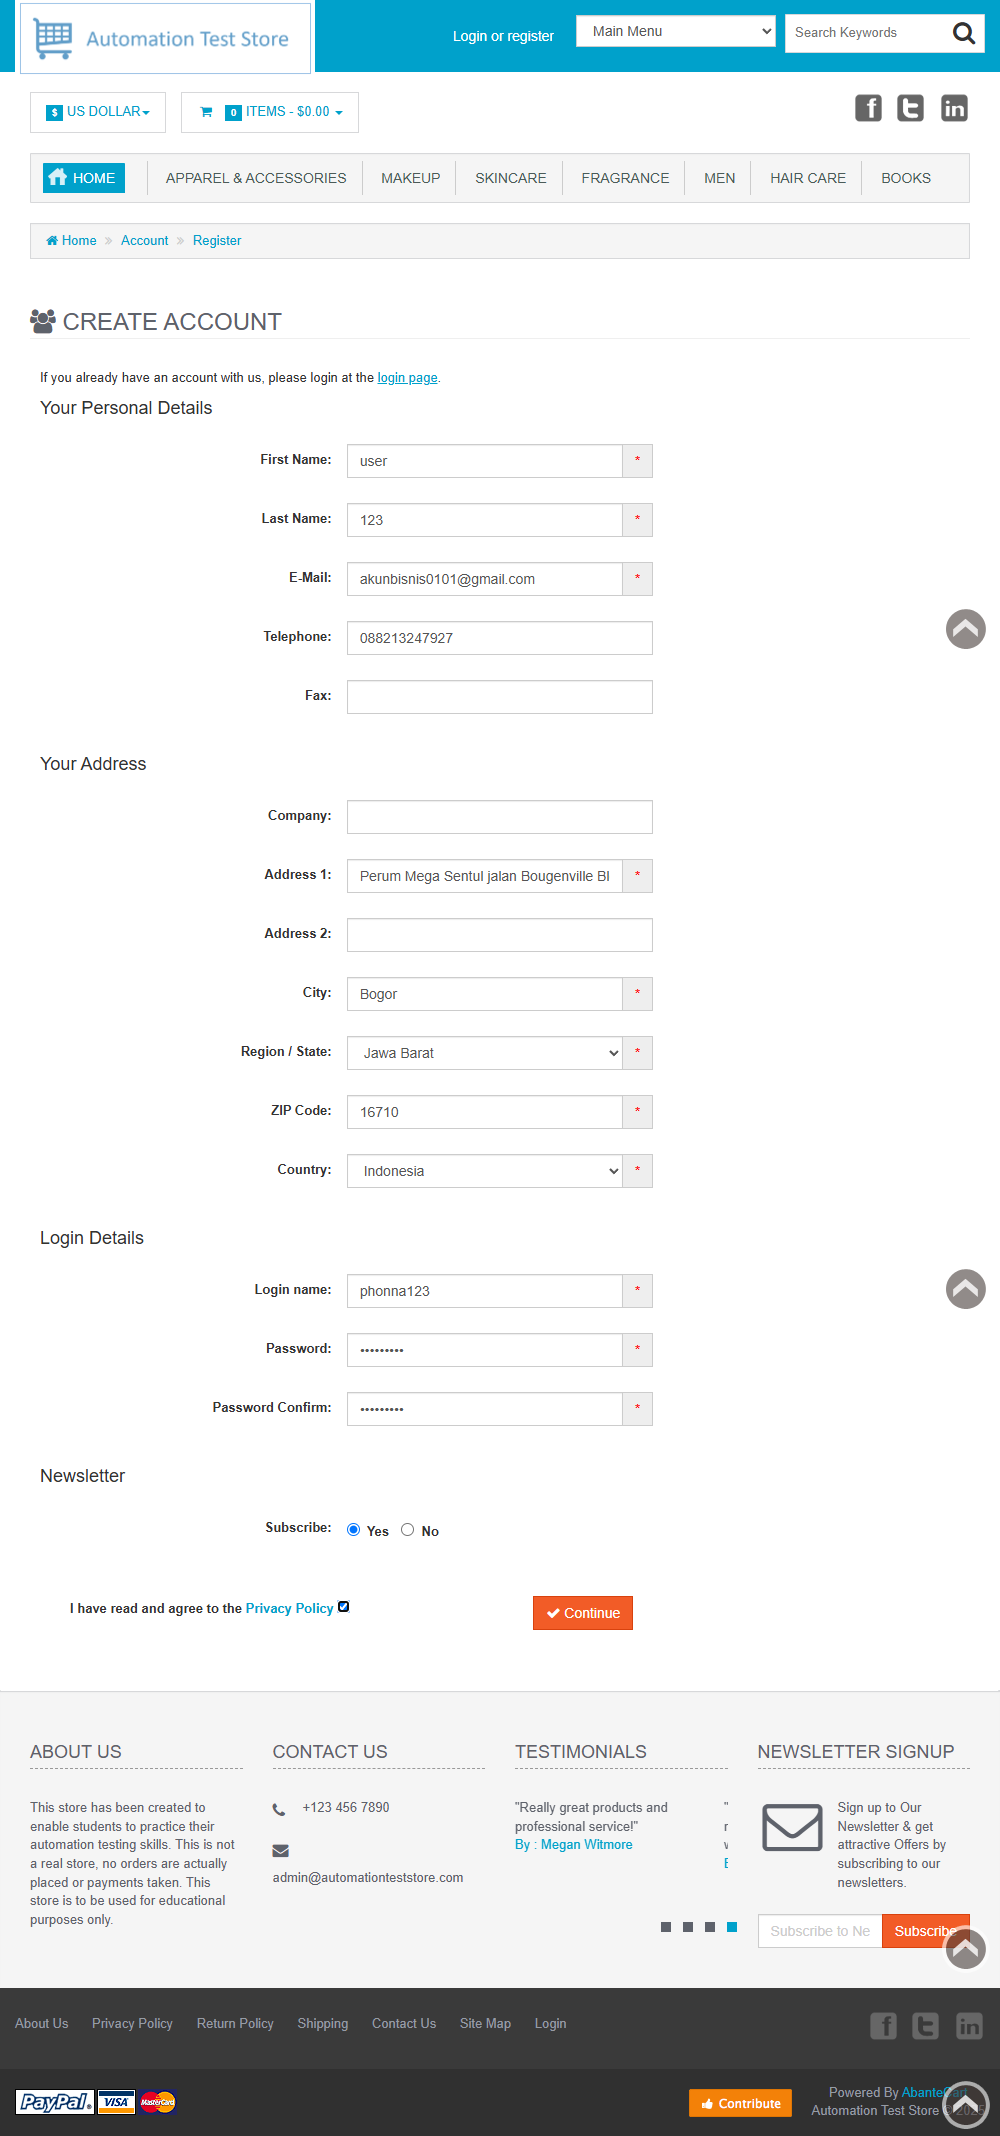 Automation Test Store
Login or register
Main Menu
Search Keywords
$ US DOLLAR
0 ITEMS - $0.00
HOME
APPAREL & ACCESSORIES
MAKEUP
SKINCARE
FRAGRANCE
MEN
HAIR CARE
BOOKS
Home » Account » Register
CREATE ACCOUNT
If you already have an account with us, please login at the login page.
Your Personal Details
First Name: user *
Last Name: 123 *
E-Mail: akunbisnis0101@gmail.com *
Telephone: 088213247927
Fax:
Your Address
Company:
Address 1: Perum Mega Sentul jalan Bougenville Bl *
Address 2:
City: Bogor *
Region / State: Jawa Barat *
ZIP Code: 16710 *
Country: Indonesia *
Login Details
Login name: phonna123 *
Password: ••••••••• *
Password Confirm: ••••••••• *
Newsletter
Subscribe: Yes No
I have read and agree to the Privacy Policy
Continue
ABOUT US
This store has been created to
enable students to practice their
automation testing skills. This is not
a real store, no orders are actually
placed or payments taken. This
store is to be used for educational
purposes only.
CONTACT US
+123 456 7890
admin@automationteststore.com
TESTIMONIALS
"Really great products and
professional service!"
By : Megan Witmore
NEWSLETTER SIGNUP
Sign up to Our
Newsletter & get
attractive Offers by
subscribing to our
newsletters.
Subscribe to Ne
Subscribe
About Us
Privacy Policy
Return Policy
Shipping
Contact Us
Site Map
Login
PayPal
VISA
MasterCard
Contribute
Powered By AbanteCart
Automation Test Store © 2025